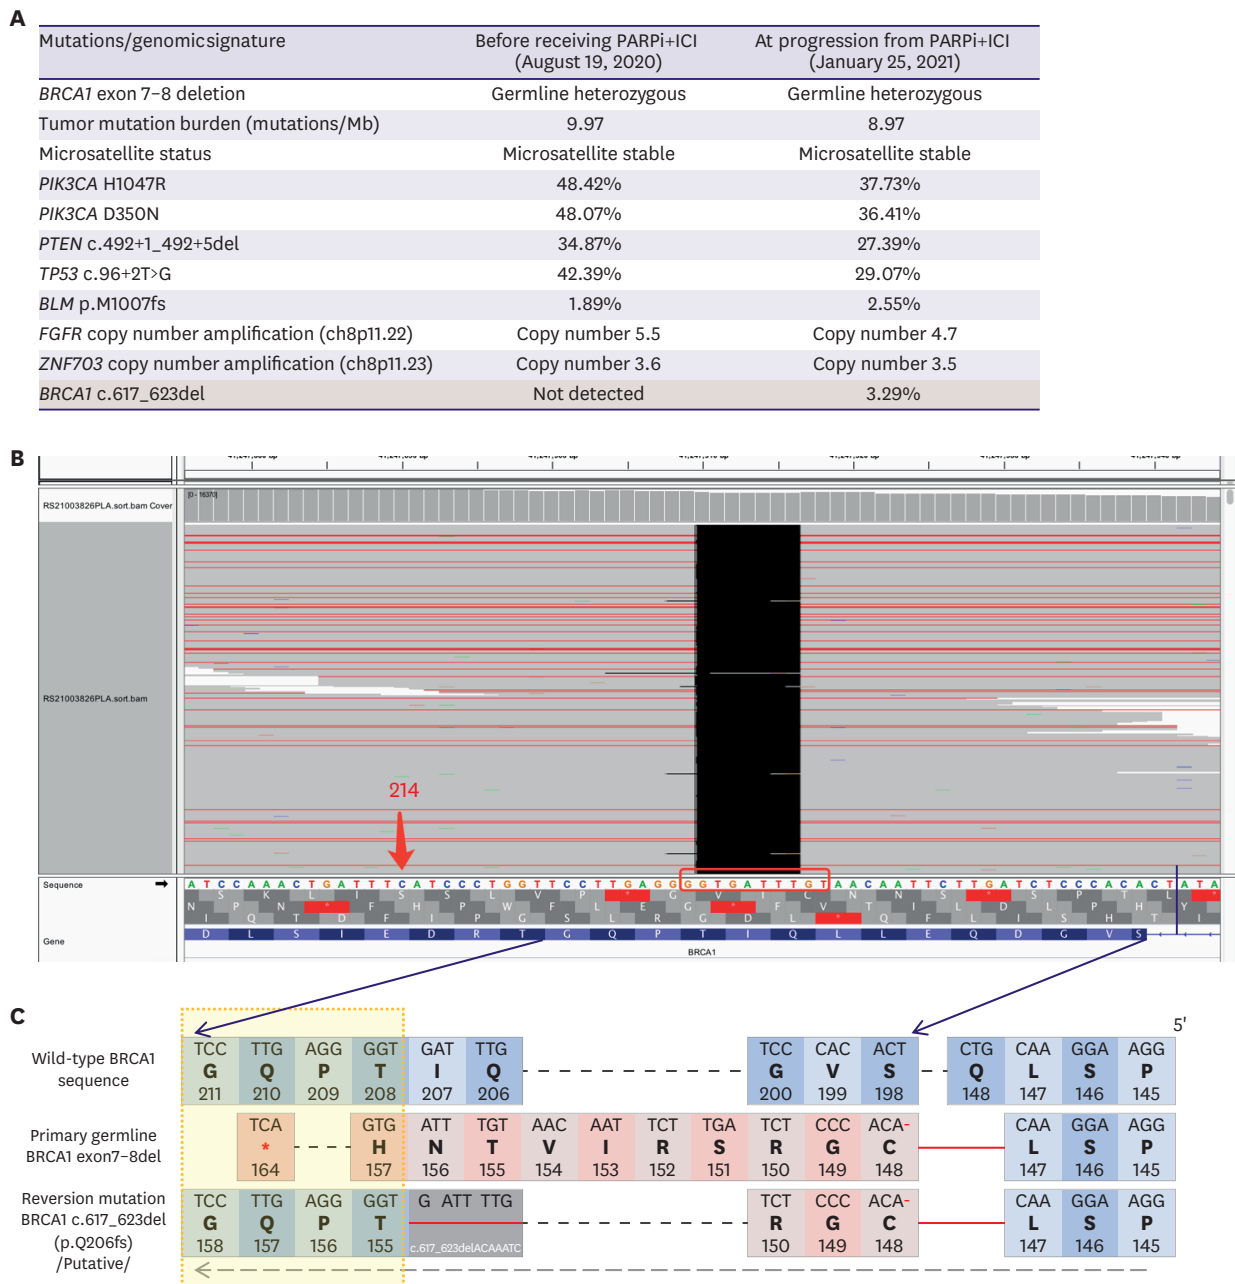 A
Mutations/genomic signature Before receiving PARPi+ICI (August 19, 2020) At progression from PARPi+ICI (January 25, 2021)
BRCA1 exon 7–8 deletion Germline heterozygous Germline heterozygous
Tumor mutation burden (mutations/Mb) 9.97 8.97
Microsatellite status Microsatellite stable Microsatellite stable
PIK3CA H1047R 48.42% 37.73%
PIK3CA D350N 48.07% 36.41%
PTEN c.492+1_492+5del 34.87% 27.39%
TP53 c.96+2T>G 42.39% 29.07%
BLM p.M1007fs 1.89% 2.55%
FGFR copy number amplification (ch8p11.22) Copy number 5.5 Copy number 4.7
ZNF703 copy number amplification (ch8p11.23) Copy number 3.6 Copy number 3.5
BRCA1 c.617_623del Not detected 3.29%
B
[0 - 16370]
RS21003826PLA.sort.bam Cover
RS21003826PLA.sort.bam
214
Sequence
A T C C A A A C T G A T T T C A T C C C T G G T T C C T T G A G G G G T G A T T T G T A A C A A T T C T T G A T C T C C C A C A C T A T A
S K L I S S L V P * G V I C N N S * S P T L *
N P N * F H P W F L E G * F V T I L D L P H Y
I Q T D F I P G S L R G D L * Q F L I S H T I
Gene
D L S I E D R T G Q P T I Q L L E Q D G V S
BRCA1
C
5'
Wild-type BRCA1 sequence
TCC TTG AGG GGT GAT TTG TCC CAC ACT CTG CAA GGA AGG
G Q P T I Q G V S Q L S P
211 210 209 208 207 206 200 199 198 148 147 146 145
Primary germline BRCA1 exon7–8del
TCA GTG ATT TGT AAC AAT TCT TGA TCT CCC ACA- CAA GGA AGG
* H N T V I R S R G C L S P
164 157 156 155 154 153 152 151 150 149 148 147 146 145
Reversion mutation BRCA1 c.617_623del (p.Q206fs) /Putative/
TCC TTG AGG GGT G ATT TTG TCT CCC ACA- CAA GGA AGG
G Q P T R G C L S P
c.617_623delACAAATC
158 157 156 155 150 149 148 147 146 145